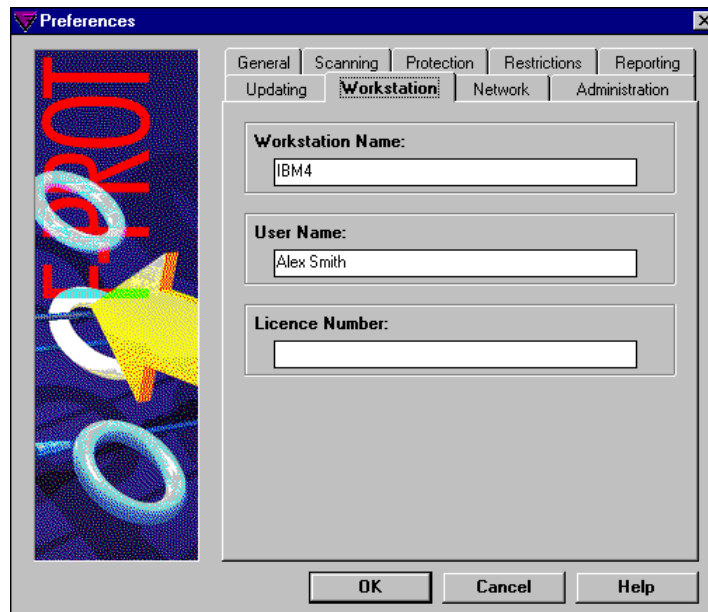 Preferences
F-PROT
General Scanning Protection Restrictions Reporting
Updating Workstation Network Administration
Workstation Name:
IBM4
User Name:
Alex Smith
Licence Number:
OK Cancel Help